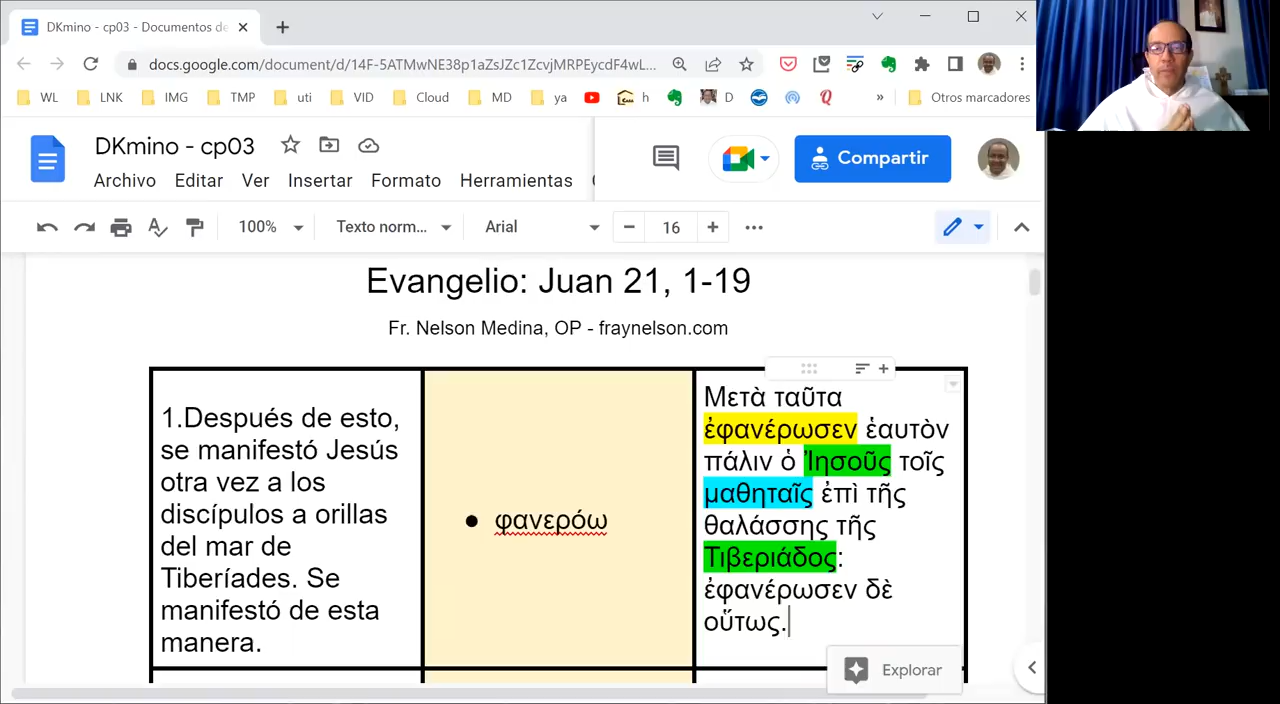 DKmino - cp03 - Documentos de
docs.google.com/document/d/14F-5ATMwNE38g1aZsJZc1ZcvjMRPEycdF4wL...
WL LNK IMG TMP uti VID Cloud MD ya h D » Otros marcadores
DKmino - cp03
Compartir
Archivo Editar Ver Insertar Formato Herramientas
100% Texto norm... Arial 16
Evangelio: Juan 21, 1-19
Fr. Nelson Medina, OP - fraynelson.com
1.Después de esto,
se manifestó Jesús
otra vez a los
discípulos a orillas
del mar de
Tiberíades. Se
manifestó de esta
manera.
● φανερόω
Μετὰ ταῦτα
ἐφανέρωσεν ἑαυτὸν
πάλιν ὁ Ἰησοῦς τοῖς
μαθηταῖς ἐπὶ τῆς
θαλάσσης τῆς
Τιβεριάδος:
ἐφανέρωσεν δὲ
οὕτως.
Explorar